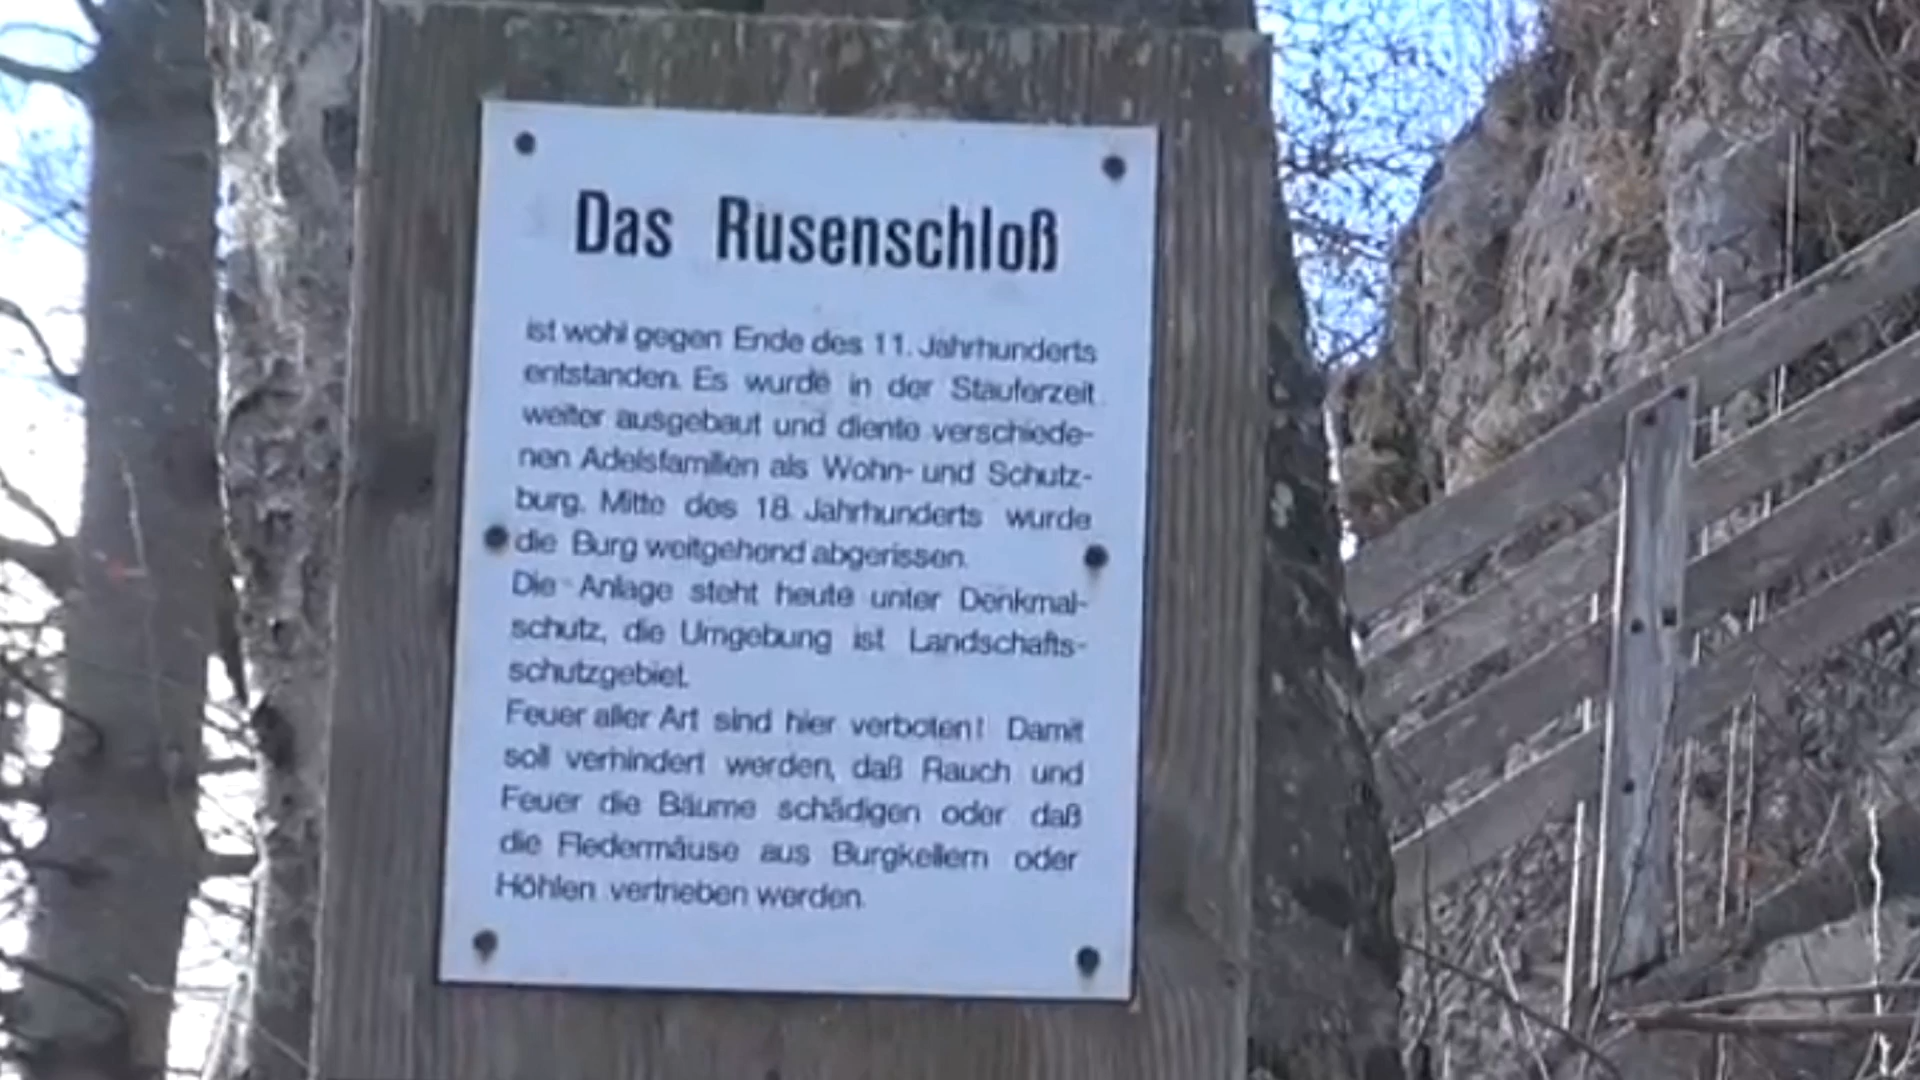 Das Rusenschloß
ist wohl gegen Ende des 11. Jahrhunderts
entstanden. Es wurde in der Stauferzeit
weiter ausgebaut und diente verschiede-
nen Adelsfamilien als Wohn- und Schutz-
burg. Mitte des 18. Jahrhunderts wurde
die Burg weitgehend abgerissen.
Die Anlage steht heute unter Denkmal-
schutz, die Umgebung ist Landschafts-
schutzgebiet.
Feuer aller Art sind hier verboten! Damit
soll verhindert werden, daß Rauch und
Feuer die Bäume schädigen oder daß
die Fledermäuse aus Burgkellern oder
Höhlen vertrieben werden.